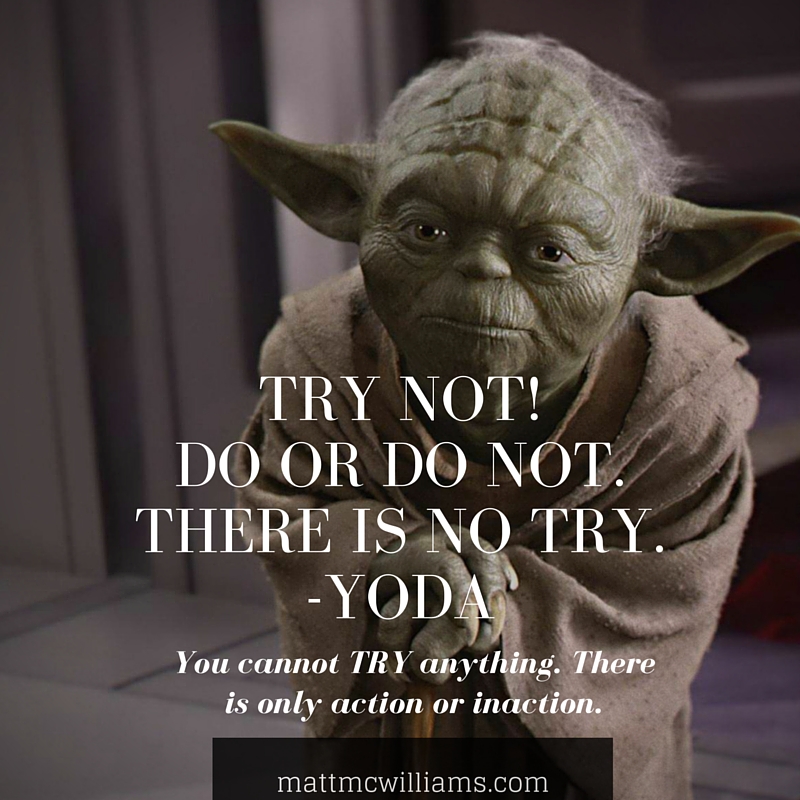 TRY NOT!
DO OR DO NOT.
THERE IS NO TRY.
-YODA
You cannot TRY anything. There
is only action or inaction.
mattmcwilliams.com